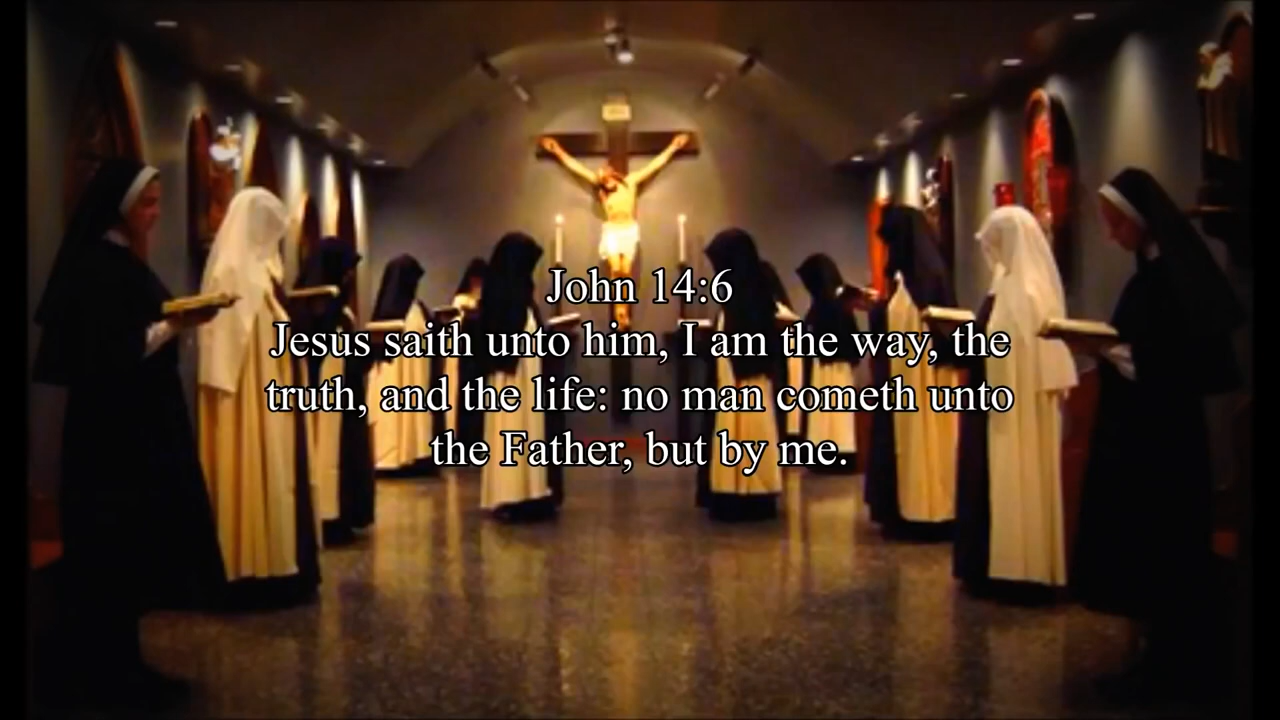 John 14:6
Jesus saith unto him, I am the way, the
truth, and the life: no man cometh unto
the Father, but by me.